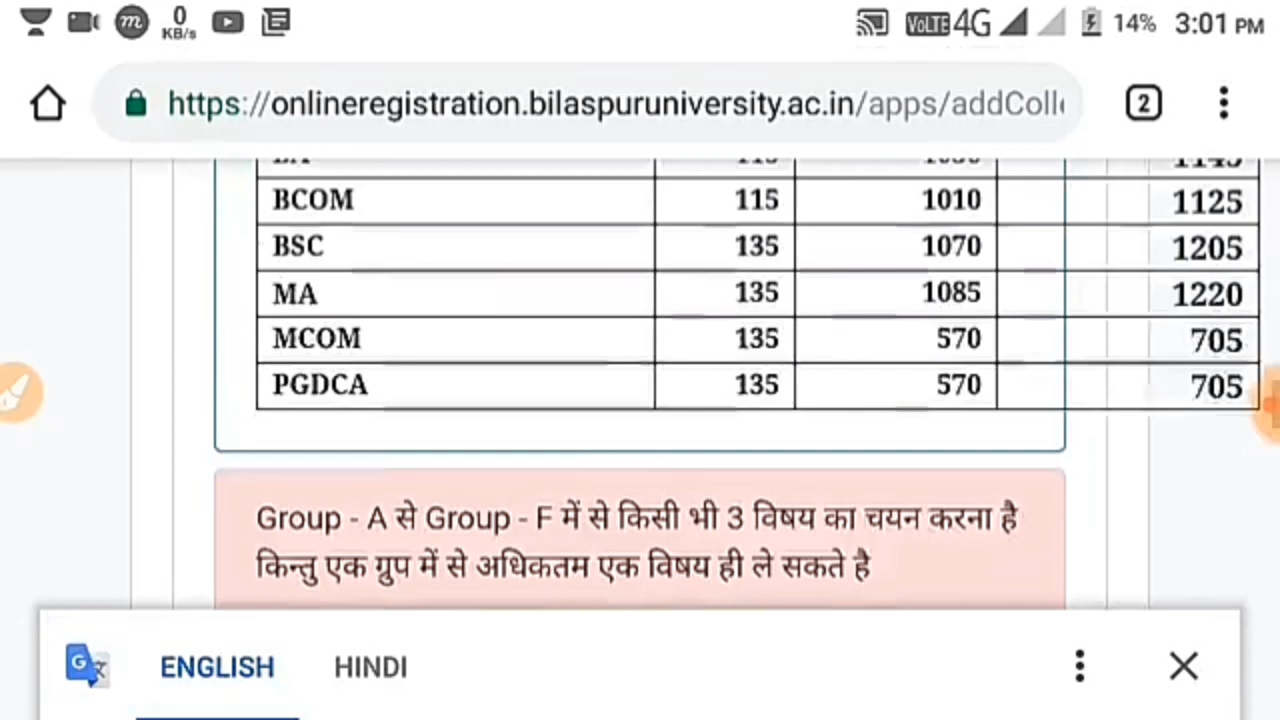 0
KB/s
VoLTE 4G 14% 3:01 PM
https://onlineregistration.bilaspuruniversity.ac.in/apps/addColl
2
BCOM 115 1010 1125
BSC 135 1070 1205
MA 135 1085 1220
MCOM 135 570 705
PGDCA 135 570 705
Group - A से Group - F में से किसी भी 3 विषय का चयन करना है
किन्तु एक ग्रुप में से अधिकतम एक विषय ही ले सकते है
ENGLISH HINDI